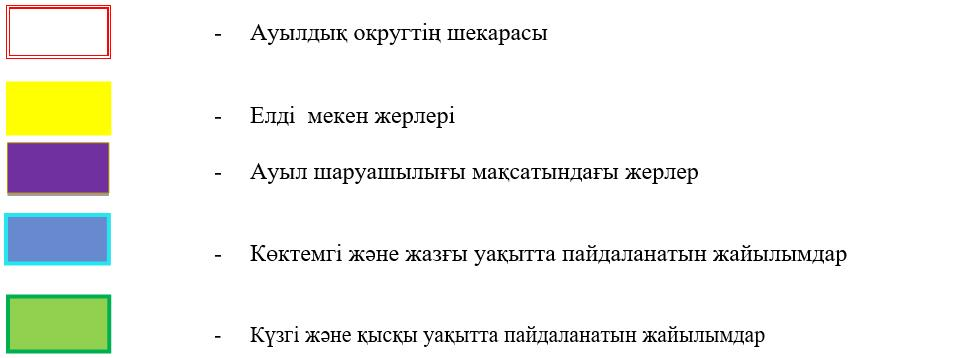 - Ауылдық округтің шекарасы
- Елді мекен жерлері
- Ауыл шаруашылығы мақсатындағы жерлер
- Көктемгі және жазғы уақытта пайдаланатын жайылымдар
- Күзгі және қысқы уақытта пайдаланатын жайылымдар